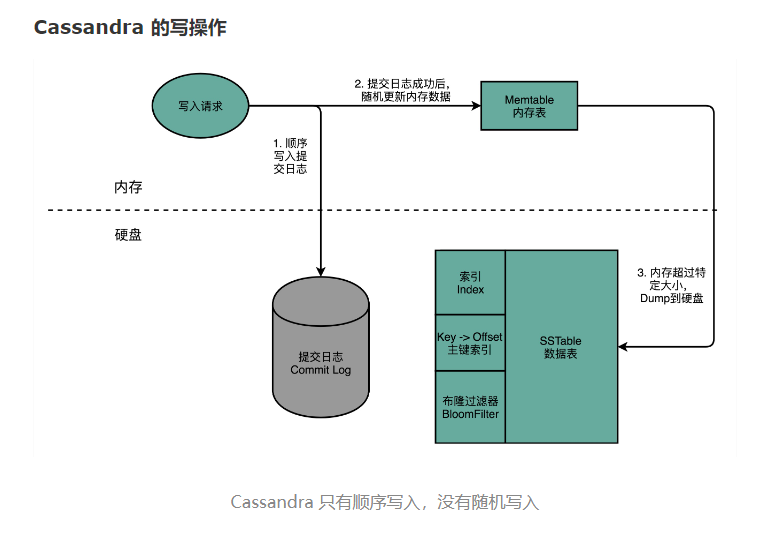 Cassandra 的写操作
写入请求
2. 提交日志成功后，
随机更新内存数据
Memtable
内存表
1. 顺序
写入提
交日志
内存
硬盘
提交日志
Commit Log
索引
Index
Key -> Offset
主键索引
布隆过滤器
BloomFilter
SSTable
数据表
3. 内存超过特
定大小，
Dump到硬盘
Cassandra 只有顺序写入，没有随机写入